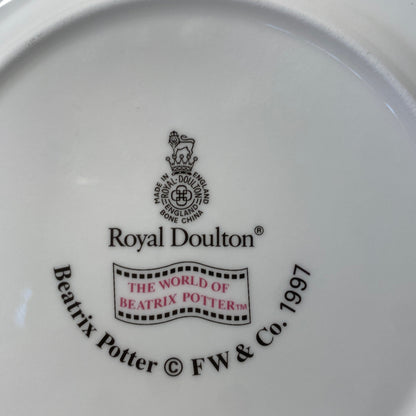 MADE IN ENGLAND
ROYAL·DOULTON
ENGLAND
BONE CHINA
Royal Doulton®
THE WORLD OF
BEATRIX POTTER™
Beatrix Potter © FW & Co. 1997